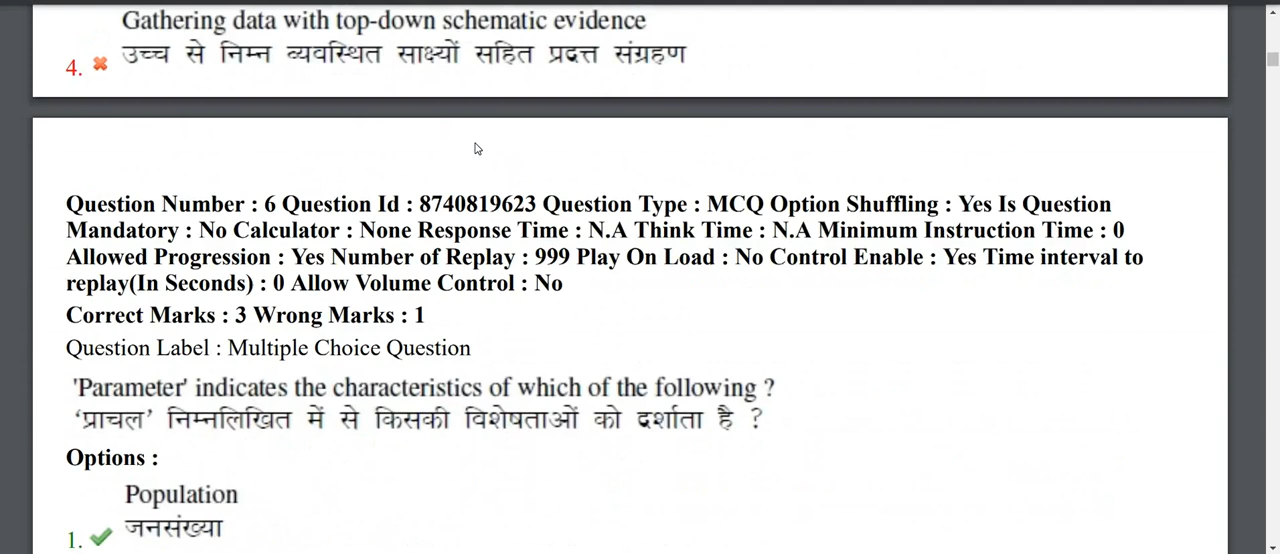 Gathering data with top-down schematic evidence
उच्च से निम्न व्यवस्थित साक्ष्यों सहित प्रदत्त संग्रहण
4.
Question Number : 6 Question Id : 8740819623 Question Type : MCQ Option Shuffling : Yes Is Question
Mandatory : No Calculator : None Response Time : N.A Think Time : N.A Minimum Instruction Time : 0
Allowed Progression : Yes Number of Replay : 999 Play On Load : No Control Enable : Yes Time interval to
replay(In Seconds) : 0 Allow Volume Control : No
Correct Marks : 3 Wrong Marks : 1
Question Label : Multiple Choice Question
'Parameter' indicates the characteristics of which of the following ?
‘प्राचल’ निम्नलिखित में से किसकी विशेषताओं को दर्शाता है ?
Options :
Population
जनसंख्या
1.